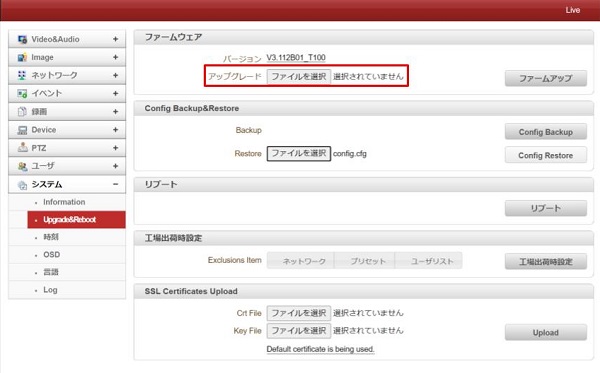 Live
Video&Audio +
Image +
ネットワーク +
イベント +
録画 +
Device +
PTZ +
ユーザ +
システム −
Information
Upgrade&Reboot
時刻
OSD
言語
Log
ファームウェア
バージョン V3.112B01_T100
アップグレード ファイルを選択 選択されていません ファームアップ
Config Backup&Restore
Backup Config Backup
Restore ファイルを選択 config.cfg Config Restore
リブート
リブート
工場出荷時設定
Exclusions Item ネットワーク プリセット ユーザリスト 工場出荷時設定
SSL Certificates Upload
Crt File ファイルを選択 選択されていません
Key File ファイルを選択 選択されていません Upload
Default certificate is being used.